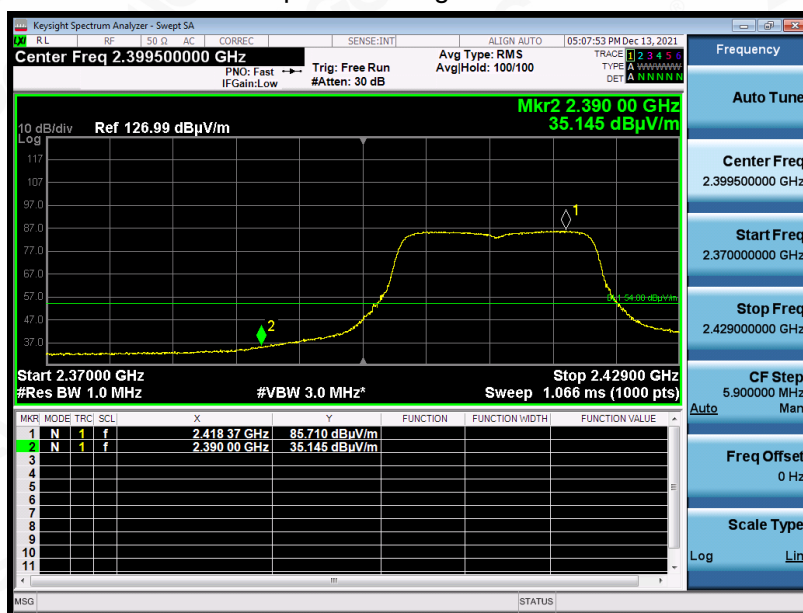 Keysight Spectrum Analyzer - Swept SA
LXI RL RF 50 Ω AC CORREC SENSE:INT ALIGN AUTO 05:07:53 PM Dec 13, 2021
Center Freq 2.399500000 GHz
PNO: Fast
IFGain:Low
Trig: Free Run
#Atten: 30 dB
Avg Type: RMS
Avg|Hold: 100/100
TRACE 1 2 3 4 5 6
TYPE A WWWWW
DET A N N N N N
Mkr2 2.390 00 GHz
35.145 dBµV/m
10 dB/div Ref 126.99 dBµV/m
Log
117
107
97.0
87.0
77.0
67.0
57.0
47.0
37.0
1
2
54.00 dBµV/m
Start 2.37000 GHz Stop 2.42900 GHz
#Res BW 1.0 MHz #VBW 3.0 MHz* Sweep 1.066 ms (1000 pts)
MKR MODE TRC SCL X Y FUNCTION FUNCTION WIDTH FUNCTION VALUE
1 N 1 f 2.418 37 GHz 85.710 dBµV/m
2 N 1 f 2.390 00 GHz 35.145 dBµV/m
3
4
5
6
7
8
9
10
11
MSG STATUS
Frequency
Auto Tune
Center Freq
2.399500000 GHz
Start Freq
2.370000000 GHz
Stop Freq
2.429000000 GHz
CF Step
5.900000 MHz
Auto Man
Freq Offset
0 Hz
Scale Type
Log Lin